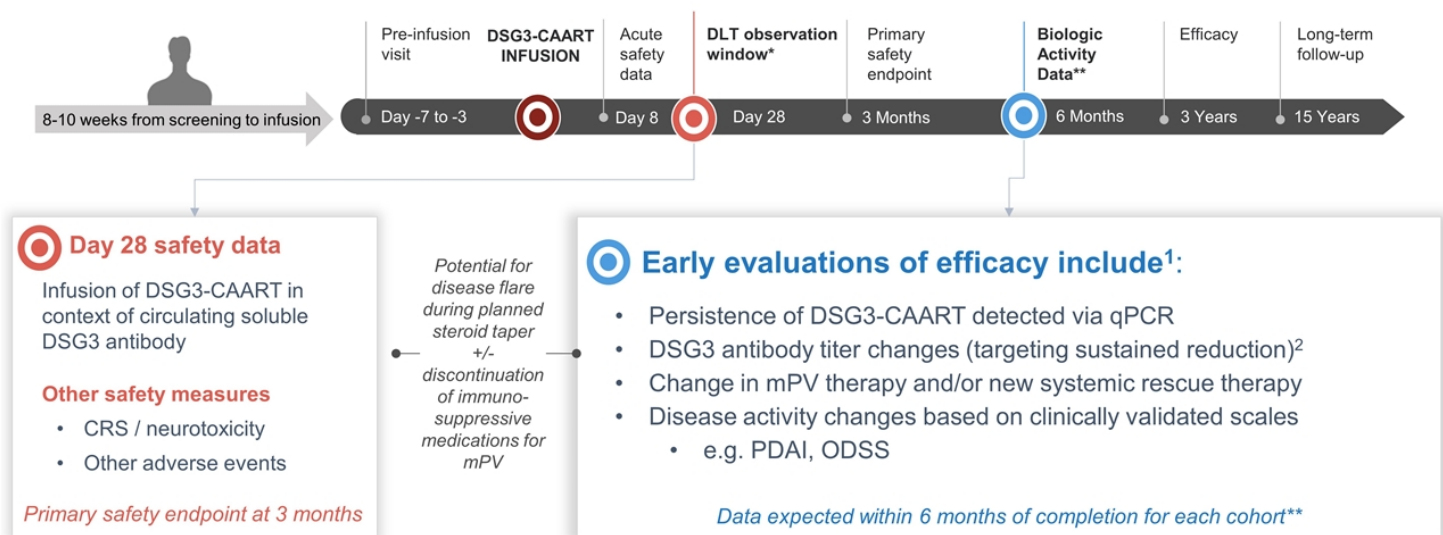 Pre-infusion
visit
DSG3-CAART
INFUSION
Acute
safety
data
DLT observation
window*
Primary
safety
endpoint
Biologic
Activity
Data**
Efficacy
Long-term
follow-up
8-10 weeks from screening to infusion
Day -7 to -3
Day 8
Day 28
3 Months
6 Months
3 Years
15 Years
Day 28 safety data
Infusion of DSG3-CAART in
context of circulating soluble
DSG3 antibody
Other safety measures
• CRS / neurotoxicity
• Other adverse events
Primary safety endpoint at 3 months
Potential for
disease flare
during planned
steroid taper
+/-
discontinuation
of immuno-
suppressive
medications for
mPV
Early evaluations of efficacy include¹:
• Persistence of DSG3-CAART detected via qPCR
• DSG3 antibody titer changes (targeting sustained reduction)²
• Change in mPV therapy and/or new systemic rescue therapy
• Disease activity changes based on clinically validated scales
• e.g. PDAI, ODSS
Data expected within 6 months of completion for each cohort**